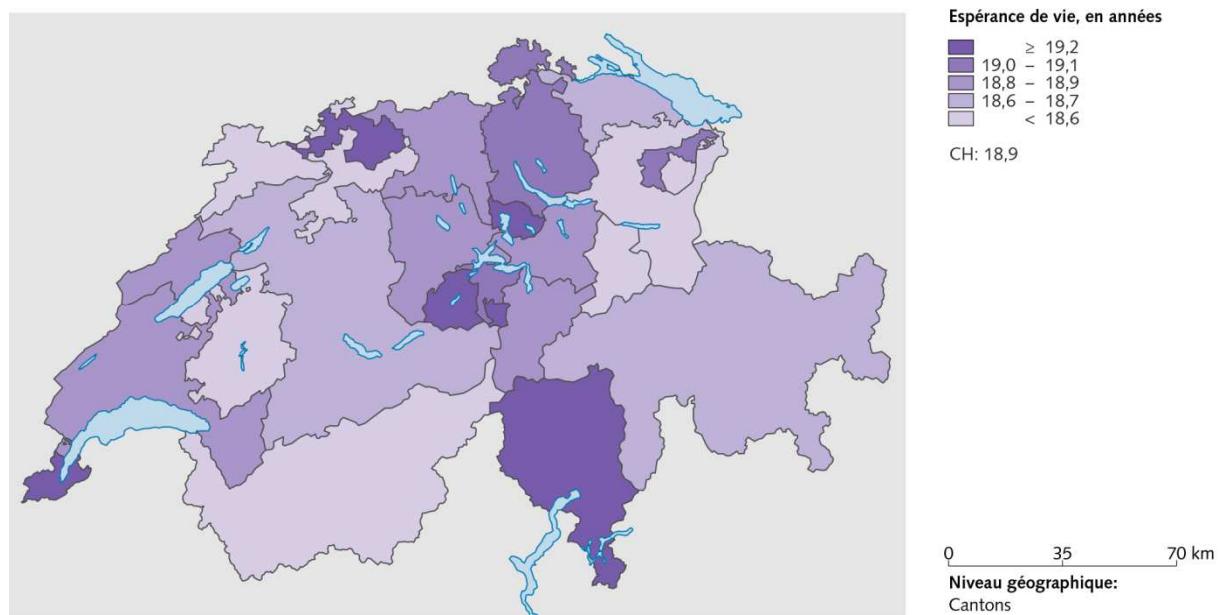 Espérance de vie, en années
≥ 19,2
19,0 – 19,1
18,8 – 18,9
18,6 – 18,7
< 18,6
CH: 18,9
0 35 70 km
Niveau géographique:
Cantons